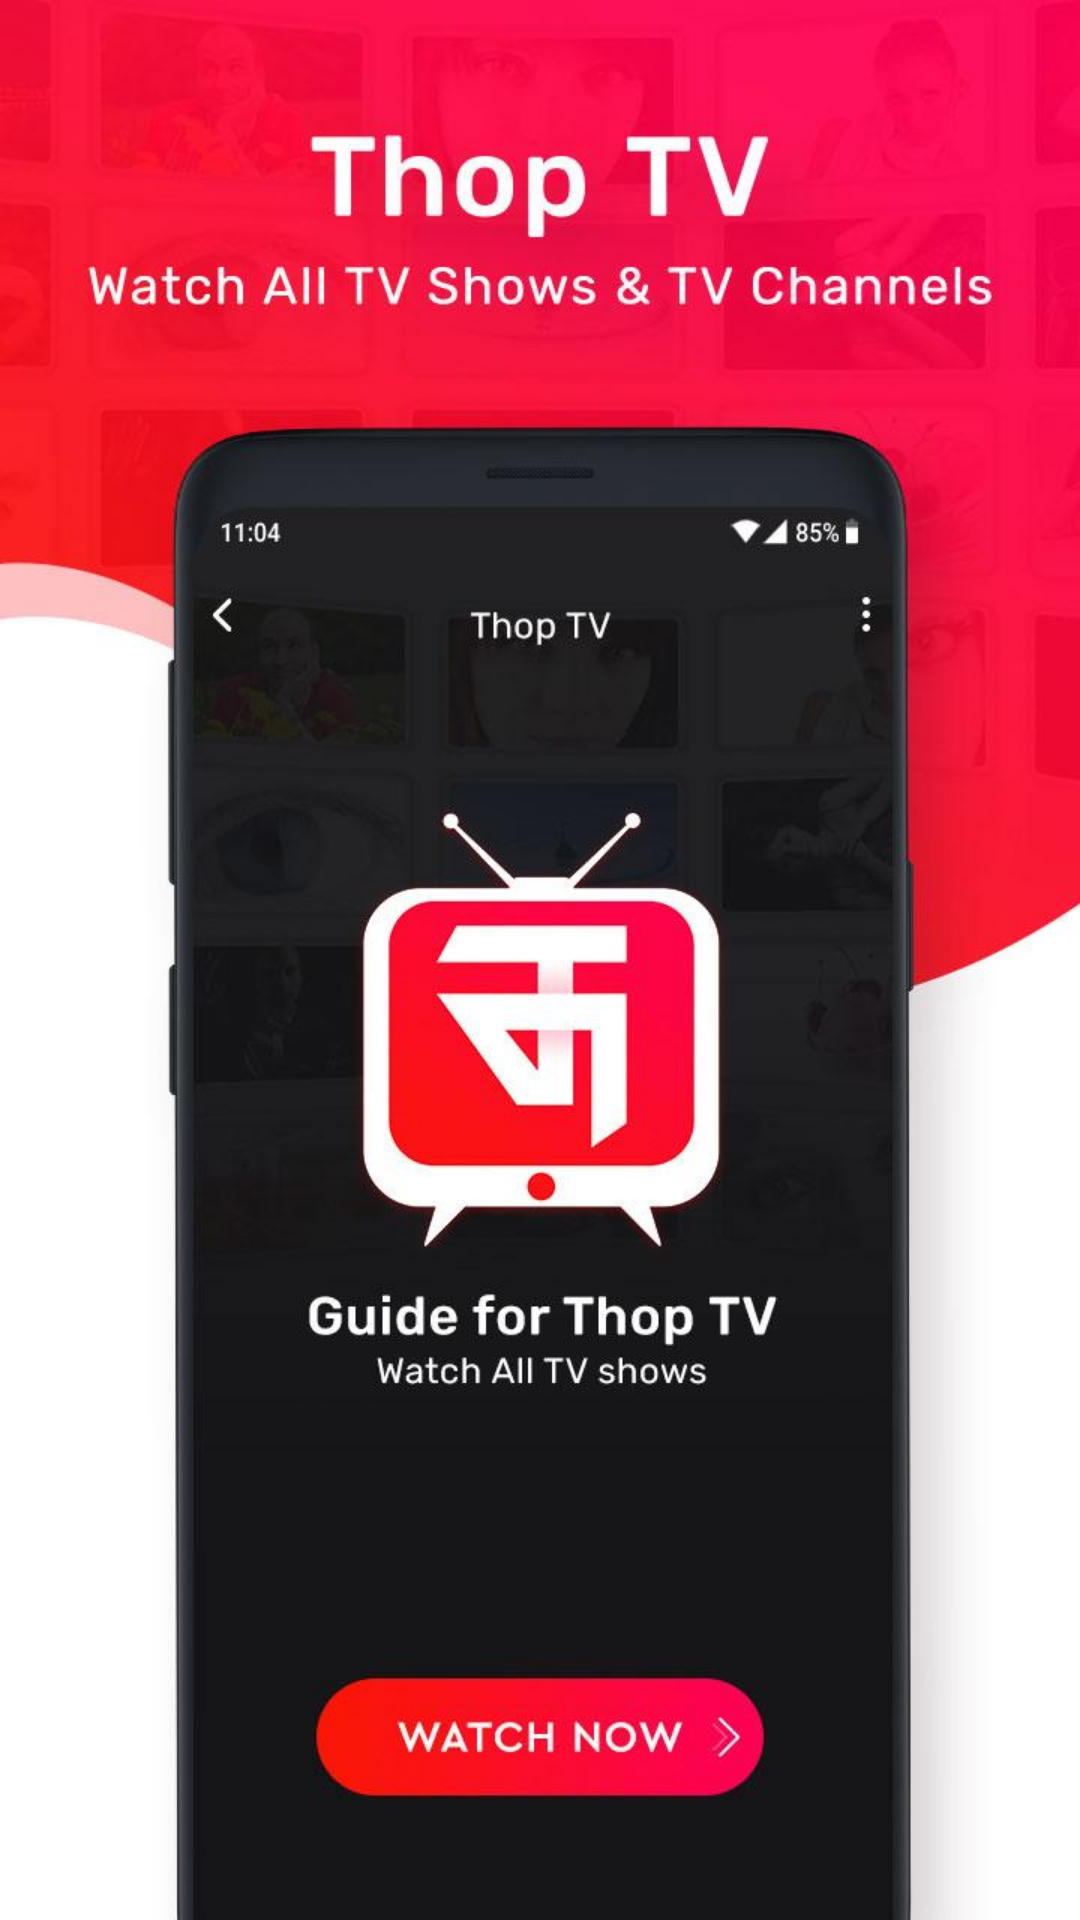 Thop TV
Watch All TV Shows & TV Channels
11:04
85%
Thop TV
Guide for Thop TV
Watch All TV shows
WATCH NOW